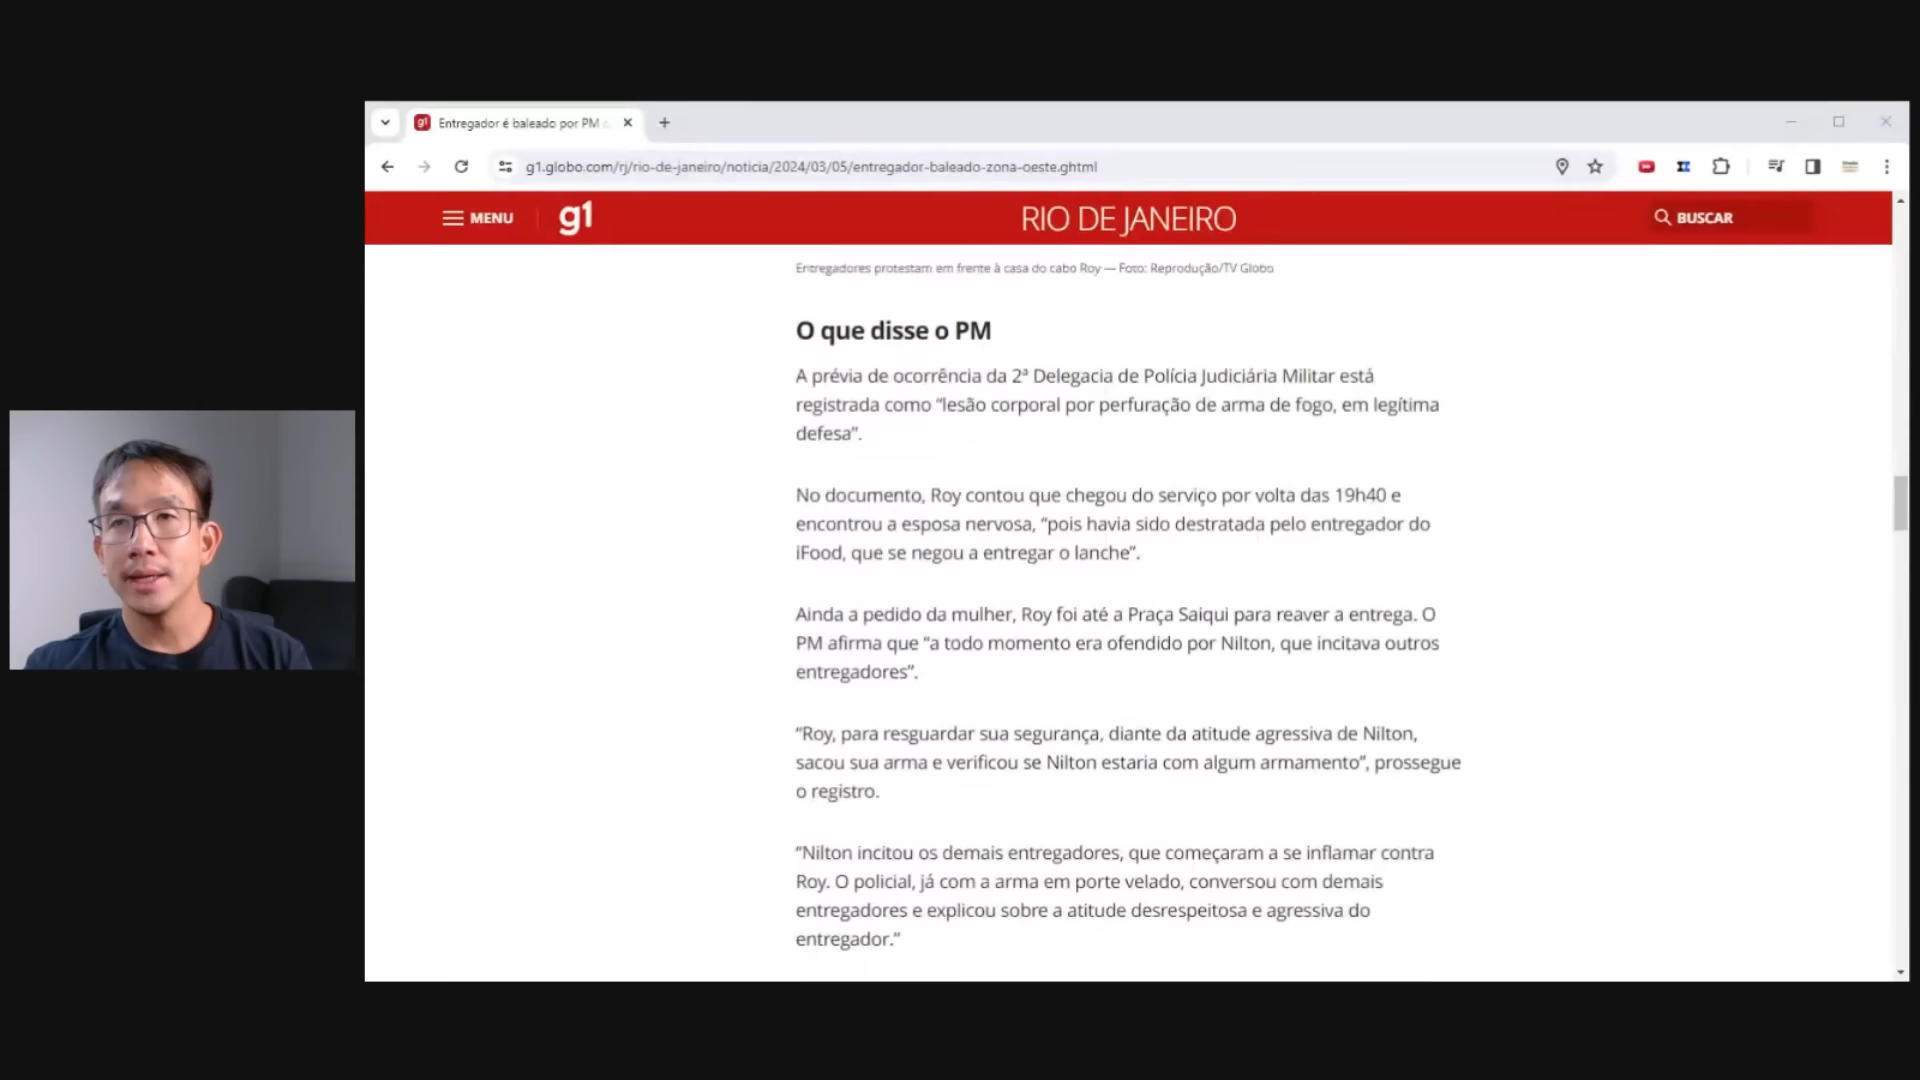 Entregador é baleado por PM
g1.globo.com/rj/rio-de-janeiro/noticia/2024/03/05/entregador-baleado-zona-oeste.ghtml
MENU
g1
RIO DE JANEIRO
BUSCAR
Entregadores protestam em frente à casa do cabo Roy — Foto: Reprodução/TV Globo
O que disse o PM
A prévia de ocorrência da 2ª Delegacia de Polícia Judiciária Militar está
registrada como “lesão corporal por perfuração de arma de fogo, em legítima
defesa”.
No documento, Roy contou que chegou do serviço por volta das 19h40 e
encontrou a esposa nervosa, “pois havia sido destratada pelo entregador do
iFood, que se negou a entregar o lanche”.
Ainda a pedido da mulher, Roy foi até a Praça Saiqui para reaver a entrega. O
PM afirma que “a todo momento era ofendido por Nilton, que incitava outros
entregadores”.
“Roy, para resguardar sua segurança, diante da atitude agressiva de Nilton,
sacou sua arma e verificou se Nilton estaria com algum armamento”, prossegue
o registro.
“Nilton incitou os demais entregadores, que começaram a se inflamar contra
Roy. O policial, já com a arma em porte velado, conversou com demais
entregadores e explicou sobre a atitude desrespeitosa e agressiva do
entregador.”